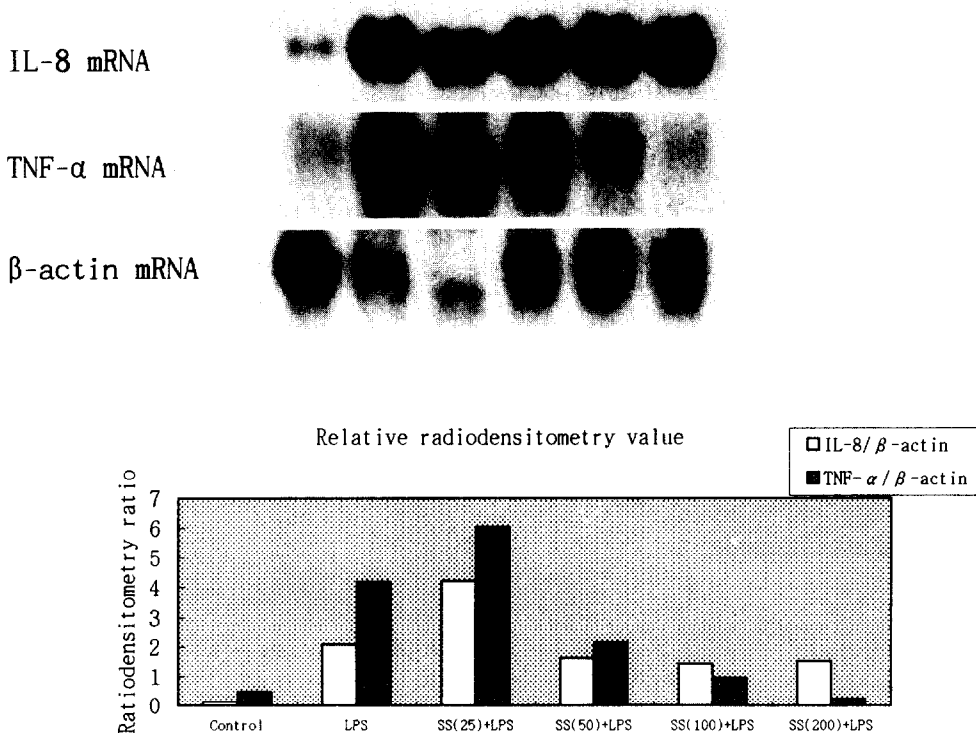 IL-8 mRNA
TNF-α mRNA
β-actin mRNA
Relative radiodensitometry value
IL-8/β-actin
TNF-α/β-actin
Ratiodensitometry ratio
7
6
5
4
3
2
1
0
Control LPS SS(25)+LPS SS(50)+LPS SS(100)+LPS SS(200)+LPS